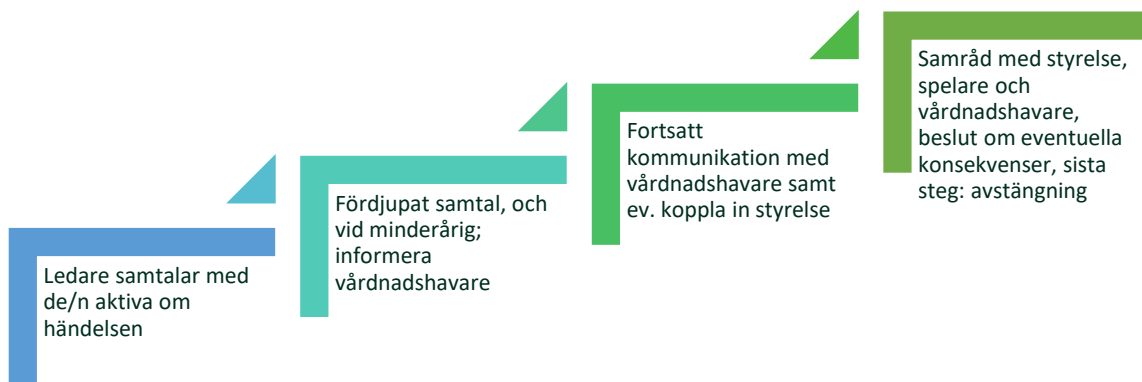 Ledare samtalar med
de/n aktiva om
händelsen
Fördjupat samtal, och
vid minderårig;
informera
vårdnadshavare
Fortsatt
kommunikation med
vårdnadshavare samt
ev. koppla in styrelse
Samråd med styrelse,
spelare och
vårdnadshavare,
beslut om eventuella
konsekvenser, sista
steg: avstängning